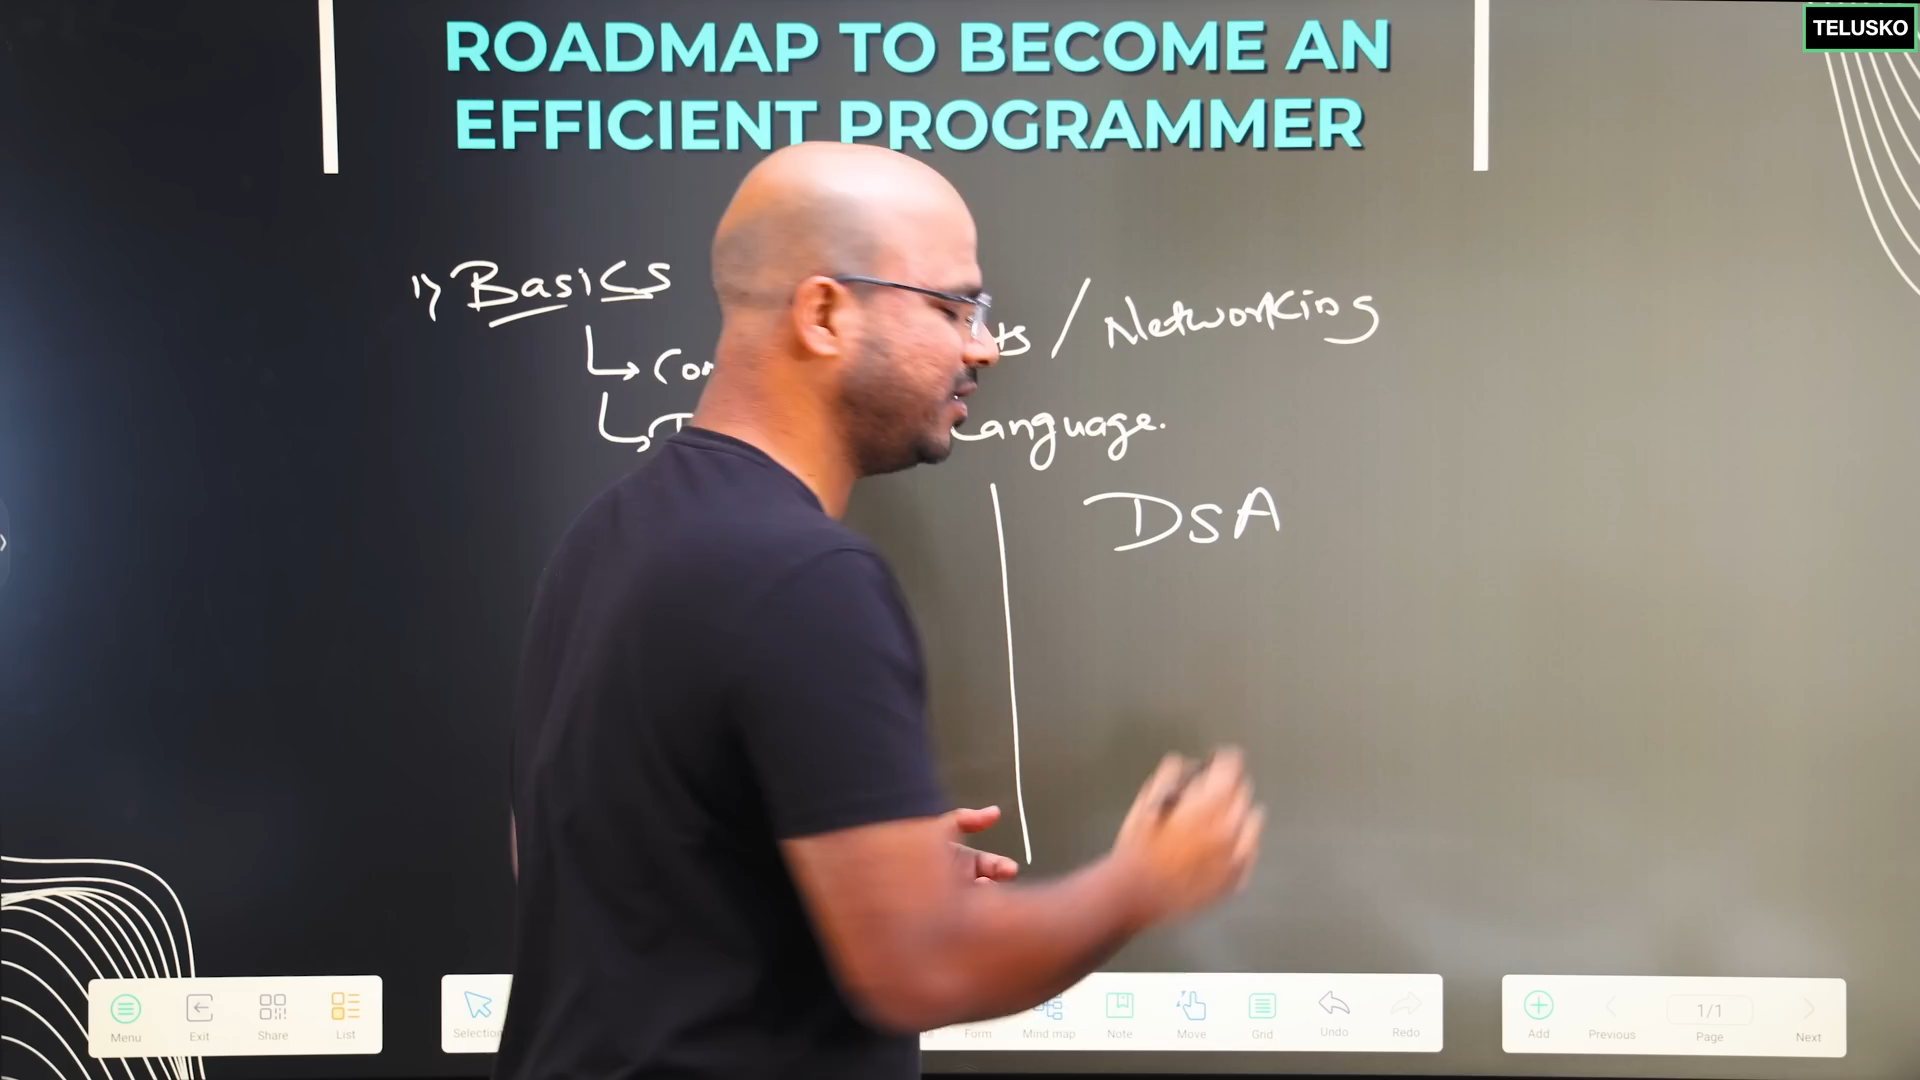 TELUSKO
ROADMAP TO BECOME AN
EFFICIENT PROGRAMMER
1) Basics
/ Networking
Language.
DSA
Menu Exit Share List Selection Form Mind map Note Move Grid Undo Redo Add Previous 1/1 Page Next